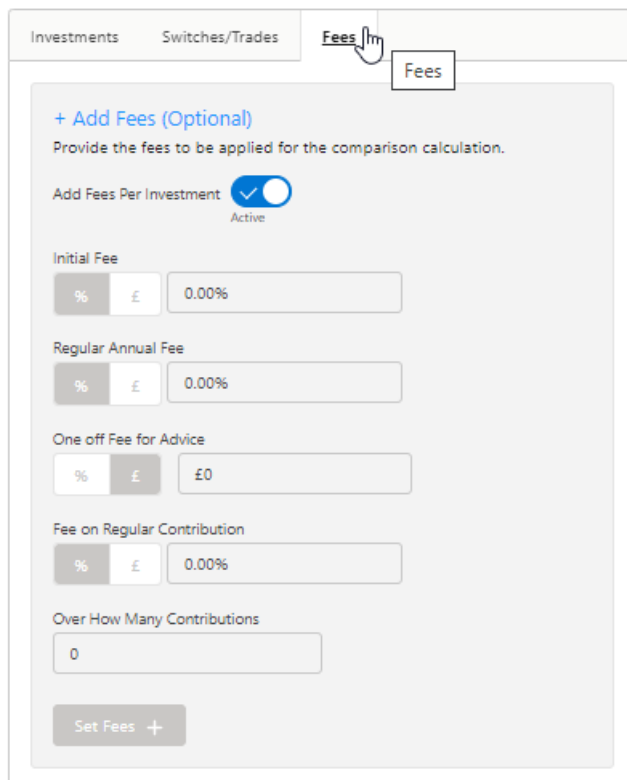 Investments Switches/Trades Fees
Fees
+ Add Fees (Optional)
Provide the fees to be applied for the comparison calculation.
Add Fees Per Investment
Active
Initial Fee
% £ 0.00%
Regular Annual Fee
% £ 0.00%
One off Fee for Advice
% £ £0
Fee on Regular Contribution
% £ 0.00%
Over How Many Contributions
0
Set Fees +